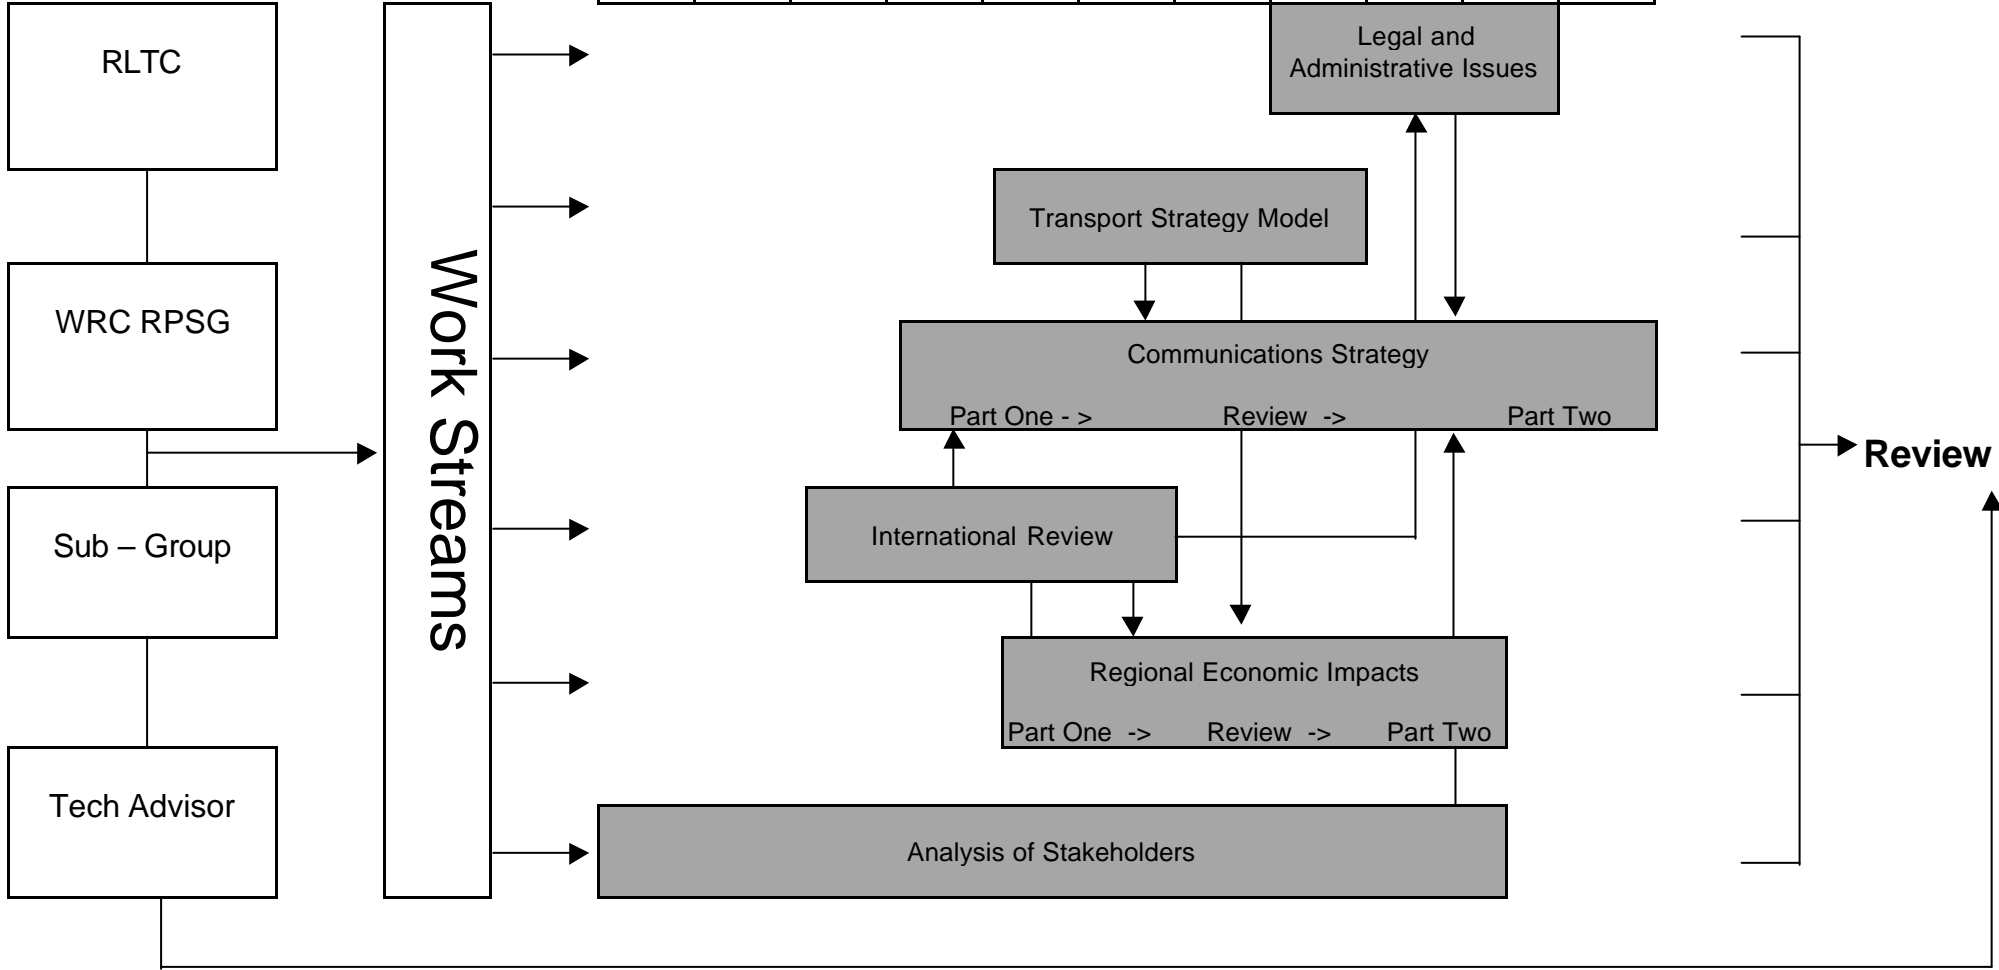 RLTC
WRC RPSG
Sub – Group
Tech Advisor
Work Streams
Legal and
Administrative Issues
Transport Strategy Model
Communications Strategy
Part One - > Review -> Part Two
International Review
Regional Economic Impacts
Part One -> Review -> Part Two
Analysis of Stakeholders
Review